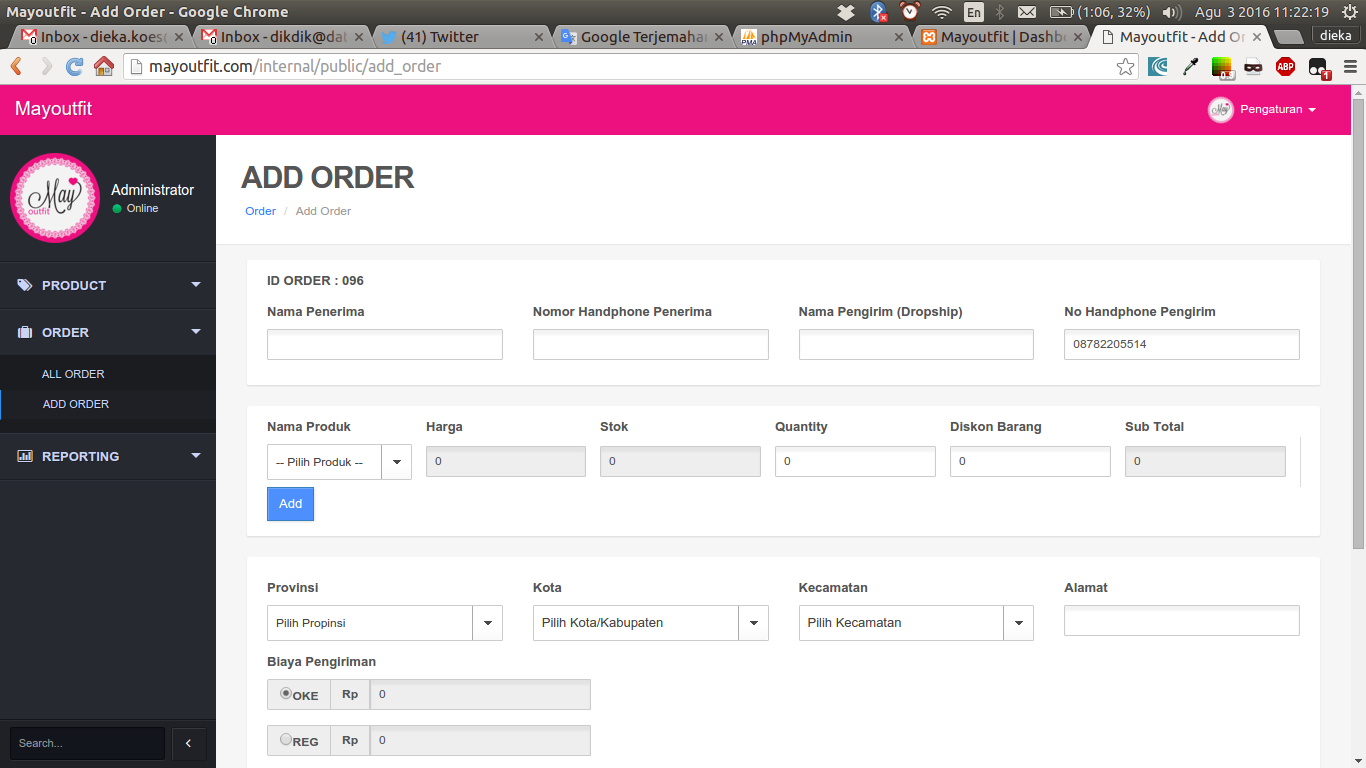 Mayoutfit - Add Order - Google Chrome
En
(1:06, 32%)
Agu 3 2016 11:22:19
Inbox - dieka.koes
Inbox - dikdik@dat
(41) Twitter
Google Terjemaha
phpMyAdmin
Mayoutfit | Dashb
Mayoutfit - Add Or
dieka
mayoutfit.com/internal/public/add_order
ABP
1
Mayoutfit
Pengaturan
May
outfit
Administrator
Online
PRODUCT
ORDER
ALL ORDER
ADD ORDER
REPORTING
Search...
ADD ORDER
Order / Add Order
ID ORDER : 096
Nama Penerima
Nomor Handphone Penerima
Nama Pengirim (Dropship)
No Handphone Pengirim
08782205514
Nama Produk
Harga
Stok
Quantity
Diskon Barang
Sub Total
-- Pilih Produk --
0
0
0
0
0
Add
Provinsi
Kota
Kecamatan
Alamat
Pilih Propinsi
Pilih Kota/Kabupaten
Pilih Kecamatan
Biaya Pengiriman
OKE Rp 0
REG Rp 0